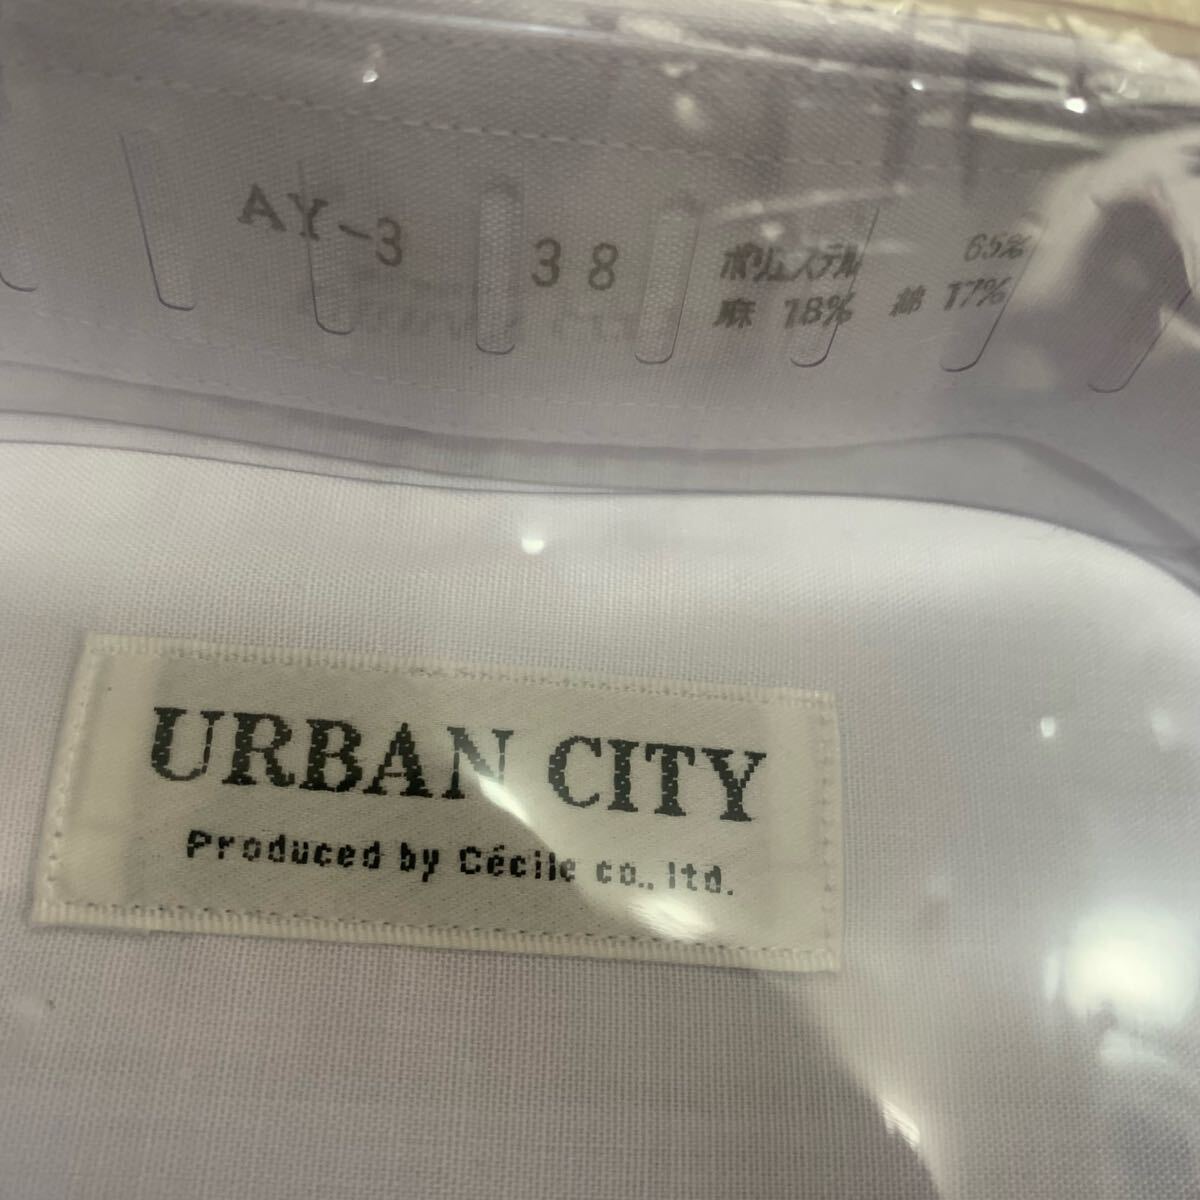 AY-3 38 ポリエステル 65%
麻 18% 綿 17%
URBAN CITY
Produced by Cécile co., ltd.